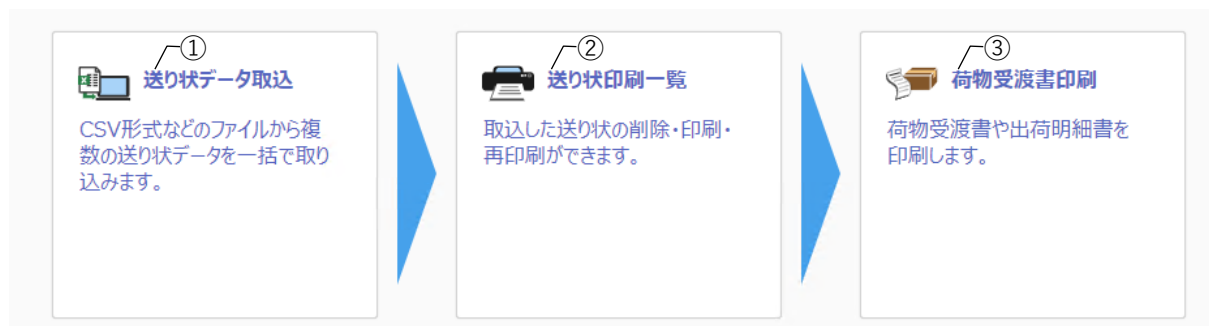 ①
送り状データ取込
CSV形式などのファイルから複
数の送り状データを一括で取り
込みます。
②
送り状印刷一覧
取込した送り状の削除・印刷・
再印刷ができます。
③
荷物受渡書印刷
荷物受渡書や出荷明細書を
印刷します。